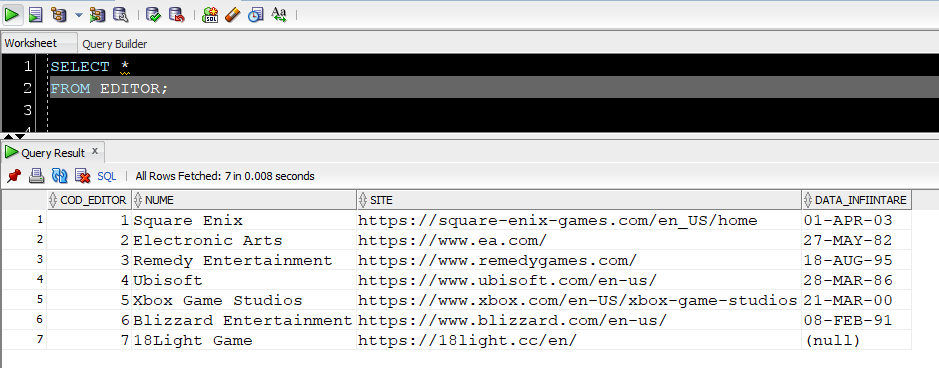 SQL
Aa
Worksheet Query Builder
1 SELECT *
2 FROM EDITOR;
3
Query Result x
SQL | All Rows Fetched: 7 in 0.008 seconds
COD_EDITOR NUME SITE DATA_INFIINTARE
1 1 Square Enix https://square-enix-games.com/en_US/home 01-APR-03
2 2 Electronic Arts https://www.ea.com/ 27-MAY-82
3 3 Remedy Entertainment https://www.remedygames.com/ 18-AUG-95
4 4 Ubisoft https://www.ubisoft.com/en-us/ 28-MAR-86
5 5 Xbox Game Studios https://www.xbox.com/en-US/xbox-game-studios 21-MAR-00
6 6 Blizzard Entertainment https://www.blizzard.com/en-us/ 08-FEB-91
7 7 18Light Game https://18light.cc/en/ (null)